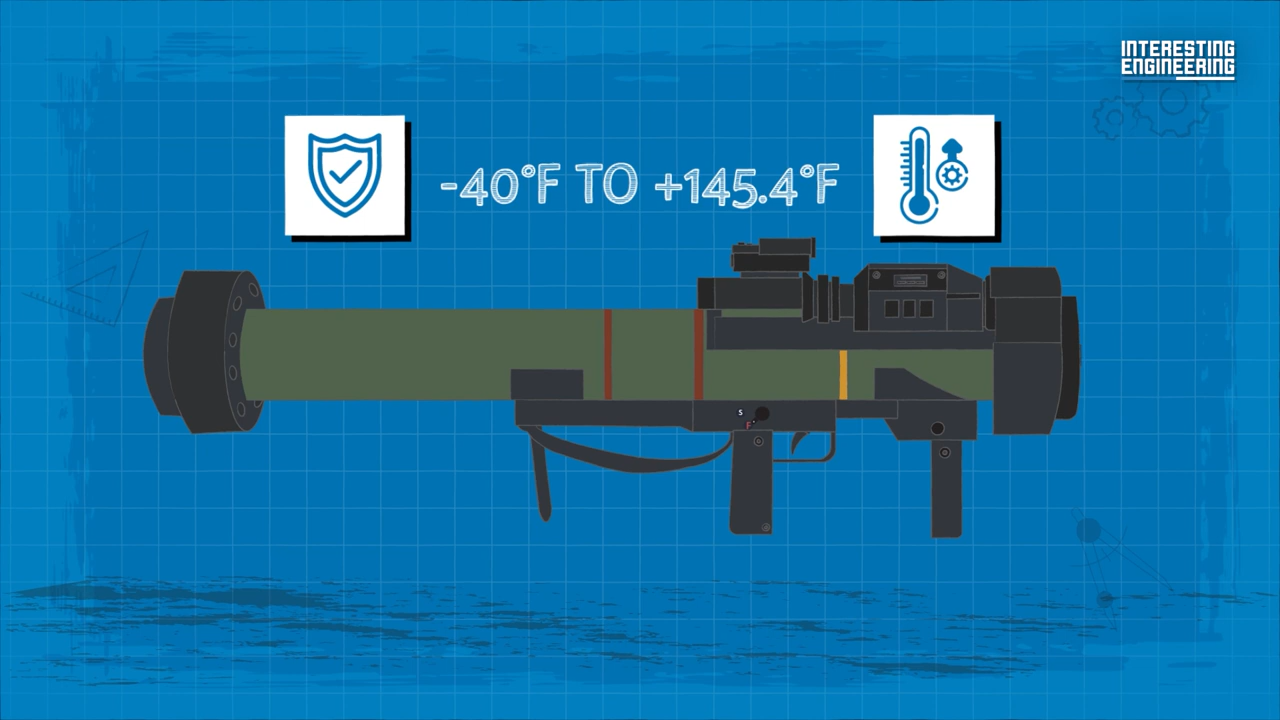 INTERESTING
ENGINEERING
-40°F TO +145.4°F
S
F